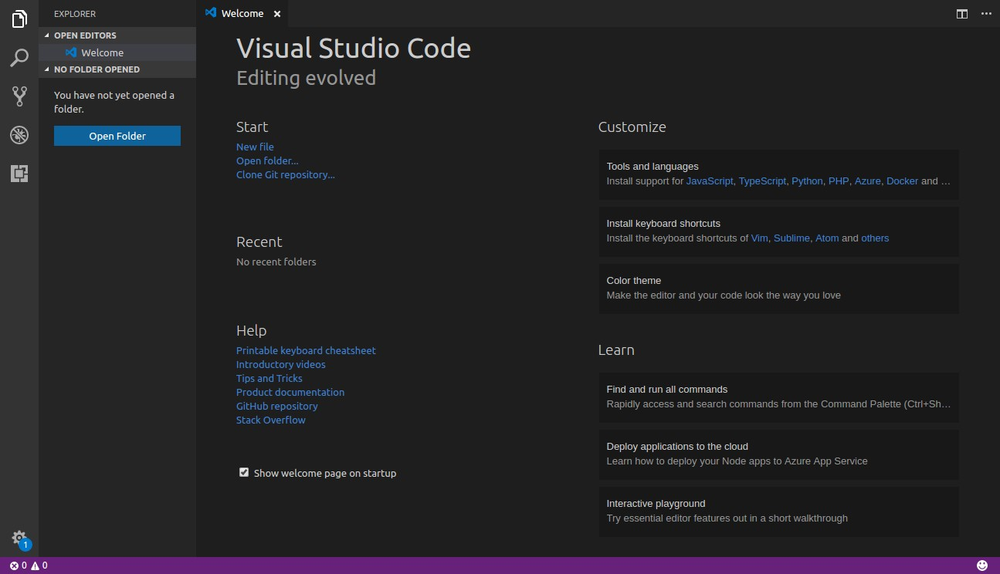 EXPLORER
OPEN EDITORS
Welcome
NO FOLDER OPENED
You have not yet opened a
folder.
Open Folder
1
Welcome
Visual Studio Code
Editing evolved
Start
New file
Open folder...
Clone Git repository...
Recent
No recent folders
Help
Printable keyboard cheatsheet
Introductory videos
Tips and Tricks
Product documentation
GitHub repository
Stack Overflow
Show welcome page on startup
Customize
Tools and languages
Install support for JavaScript, TypeScript, Python, PHP, Azure, Docker and …
Install keyboard shortcuts
Install the keyboard shortcuts of Vim, Sublime, Atom and others
Color theme
Make the editor and your code look the way you love
Learn
Find and run all commands
Rapidly access and search commands from the Command Palette (Ctrl+Sh…
Deploy applications to the cloud
Learn how to deploy your Node apps to Azure App Service
Interactive playground
Try essential editor features out in a short walkthrough
0 0